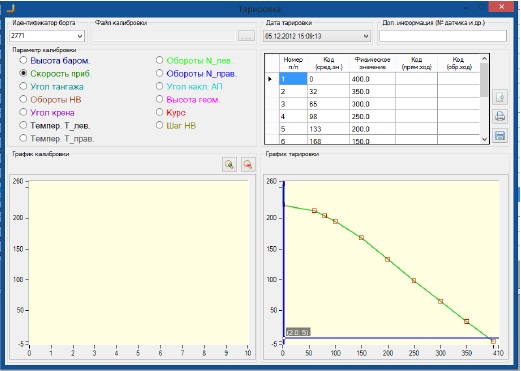 Тарировка
Идентификатор борта
Файл калибровки
Дата тарировки
Доп. информация (№ датчика и др.)
2771
...
05.12.2012 15:09:13
Параметр калибровки
Высота баром.
Обороты N_лев.
Скорость приб.
Обороты N_прав.
Угол тангажа
Угол накл. АП
Обороты НВ
Высота геом.
Угол крена
Курс
Темпер. T_лев.
Шаг НВ
Темпер. T_прав.
Номер п/п
Код (сред.зн.)
Физическое значение
Код (прям.ход)
Код (обр.ход)
1 0 400.0
2 32 350.0
3 65 300.0
4 98 250.0
5 133 200.0
6 168 150.0
График калибровки
График тарировки
260
200
150
100
50
-5
0 1 2 3 4 5 6 7 8 9 10
260
200
150
100
50
-5
(2.0, 5)
0 50 100 150 200 250 300 350 410